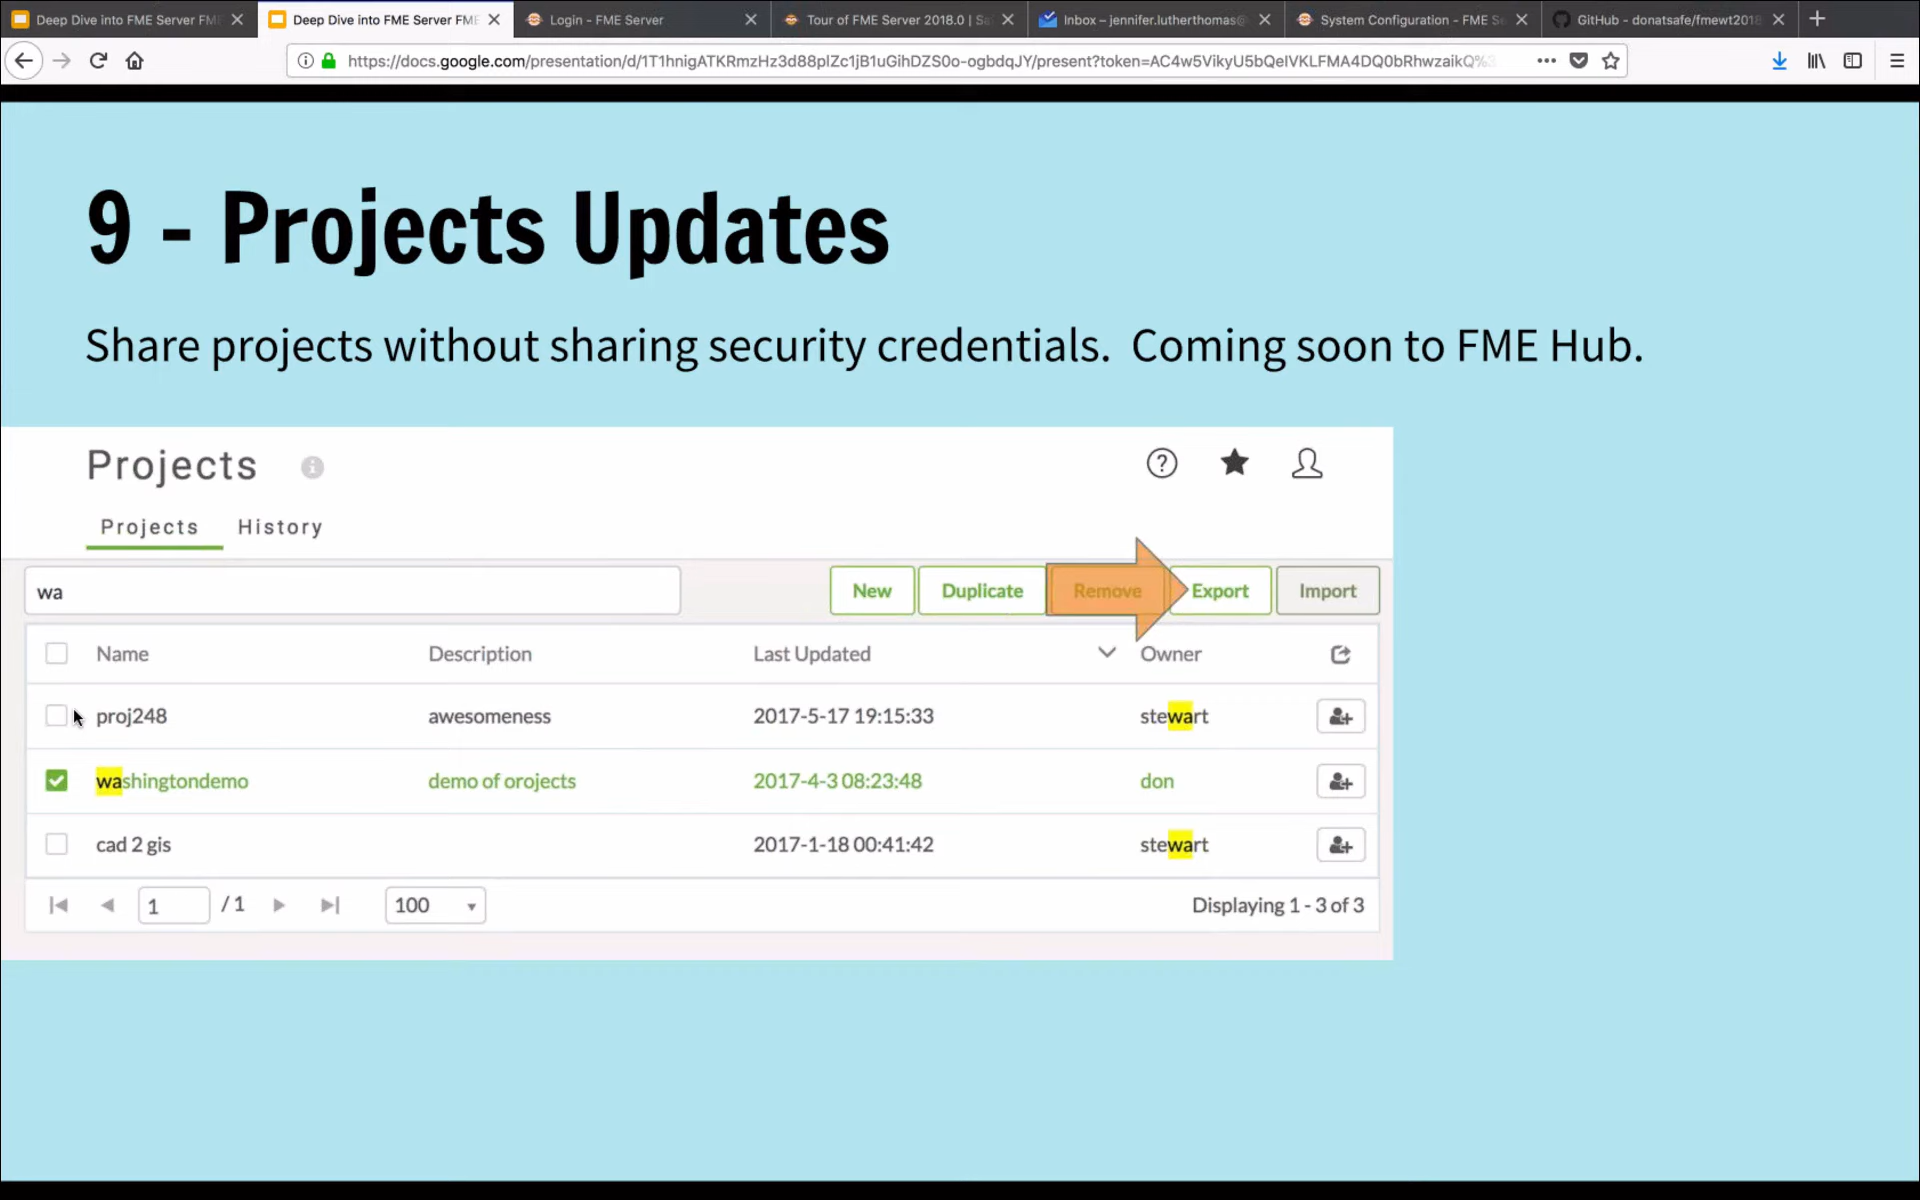 Deep Dive into FME Server FM
Deep Dive into FME Server FME
Login - FME Server
Tour of FME Server 2018.0 | Sa
Inbox – jennifer.lutherthomas@
System Configuration - FME Se
GitHub - donatsafe/fmewt2018
https://docs.google.com/presentation/d/1T1hnigATKRmzHz3d88pIZc1jB1uGihDZS0o-ogbdqJY/present?token=AC4w5VikyU5bQeIVKLFMA4DQ0bRhwzaikQ%3
9 - Projects Updates
Share projects without sharing security credentials. Coming soon to FME Hub.
Projects
Projects History
wa
New Duplicate Remove Export Import
Name Description Last Updated Owner
proj248 awesomeness 2017-5-17 19:15:33 stewart
washingtondemo demo of orojects 2017-4-3 08:23:48 don
cad 2 gis 2017-1-18 00:41:42 stewart
1 / 1 100 Displaying 1 - 3 of 3